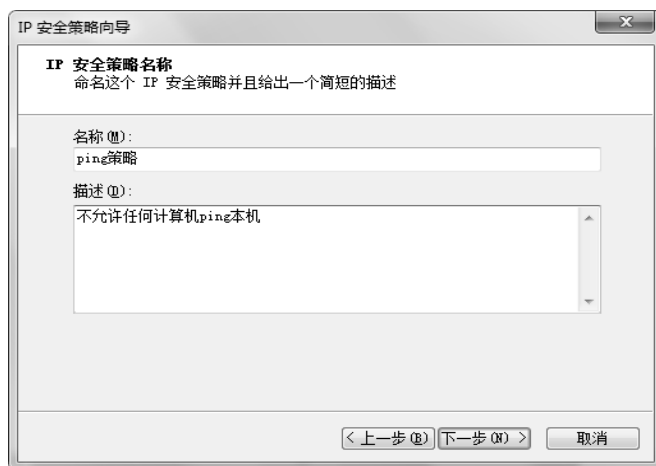 IP 安全策略向导
IP 安全策略名称
命名这个 IP 安全策略并且给出一个简短的描述
名称(M):
ping策略
描述(D):
不允许任何计算机ping本机
< 上一步(B)
下一步(N) >
取消